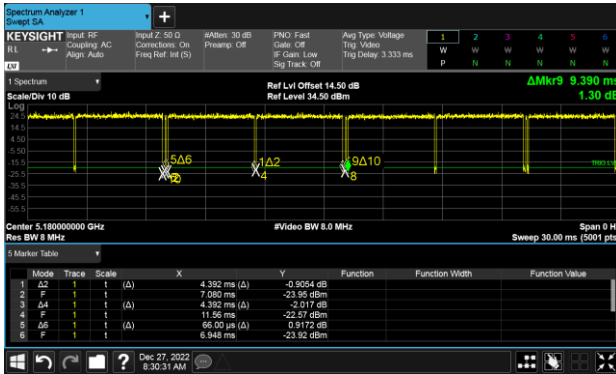 Spectrum Analyzer 1
Swept SA
KEYSIGHT
RL
LXI
Input: RF
Coupling: AC
Align: Auto
Input Z: 50 Ω
Corrections: On
Freq Ref: Int (S)
#Atten: 30 dB
Preamp: Off
PNO: Fast
Gate: Off
IF Gain: Low
Sig Track: Off
Avg Type: Voltage
Trig: Video
Trig Delay: 3.333 ms
1 2 3 4 5 6
W W W W W W
P N N N N N
1 Spectrum
Scale/Div 10 dB
Ref Lvl Offset 14.50 dB
Ref Level 34.50 dBm
ΔMkr9 9.390 ms
1.30 dB
Log
24.5
14.5
4.50
-5.50
-15.5
-25.5
-35.5
-45.5
-55.5
5Δ6
1Δ2
4
9Δ10
8
Center 5.180000000 GHz
Res BW 8 MHz
#Video BW 8.0 MHz
Span 0 H
Sweep 30.00 ms (5001 pts
5 Marker Table
Mode Trace Scale X Y Function Function Width Function Value
1 Δ2 1 t (Δ) 4.392 ms (Δ) -0.9054 dB
2 F 1 t 7.080 ms -23.95 dBm
3 Δ4 1 t (Δ) 4.392 ms (Δ) -2.017 dB
4 F 1 t 11.56 ms -22.57 dBm
5 Δ6 1 t (Δ) 66.00 µs (Δ) 0.9172 dB
6 F 1 t 6.948 ms -23.92 dBm
?
Dec 27, 2022
8:30:31 AM